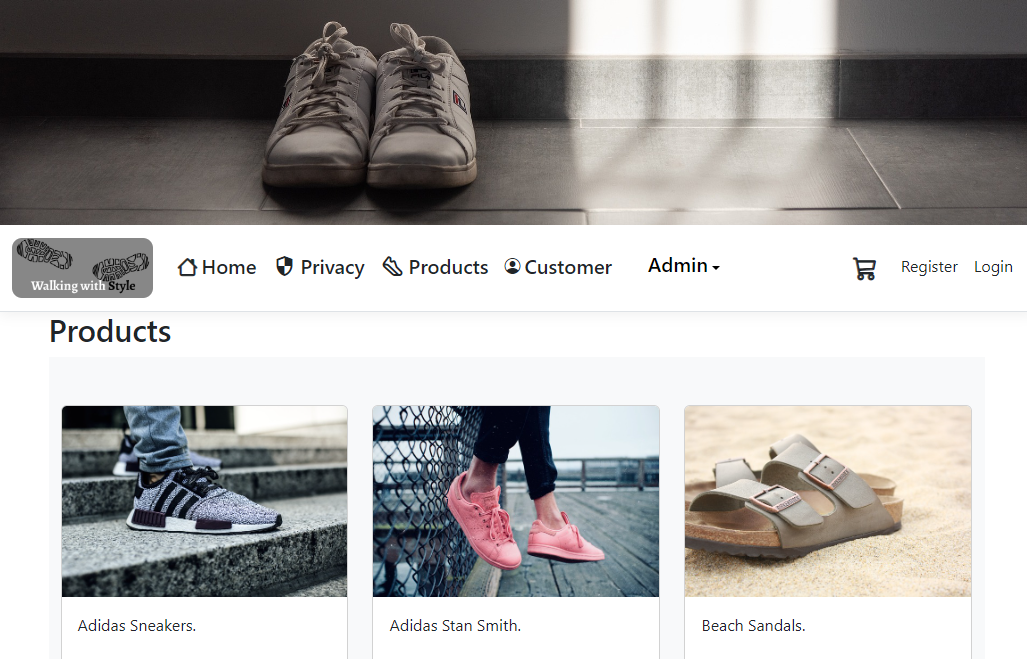 Walking with Style
Home Privacy Products Customer Admin Register Login
Products
Adidas Sneakers. Adidas Stan Smith. Beach Sandals.